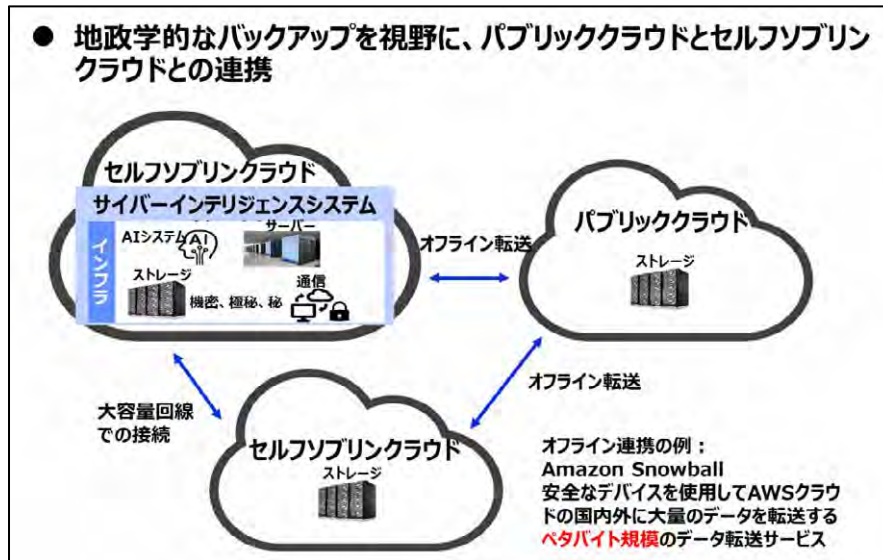 ● 地政学的なバックアップを視野に、パブリッククラウドとセルフソブリン
クラウドとの連携
セルフソブリンクラウド
サイバーインテリジェンスシステム
インフラ
AIシステム
AI
サーバー
ストレージ
機密、極秘、秘
通信
オフライン転送
パブリッククラウド
ストレージ
大容量回線
での接続
オフライン転送
セルフソブリンクラウド
ストレージ
オフライン連携の例：
Amazon Snowball
安全なデバイスを使用してAWSクラウ
ドの国内外に大量のデータを転送する
ペタバイト規模のデータ転送サービス